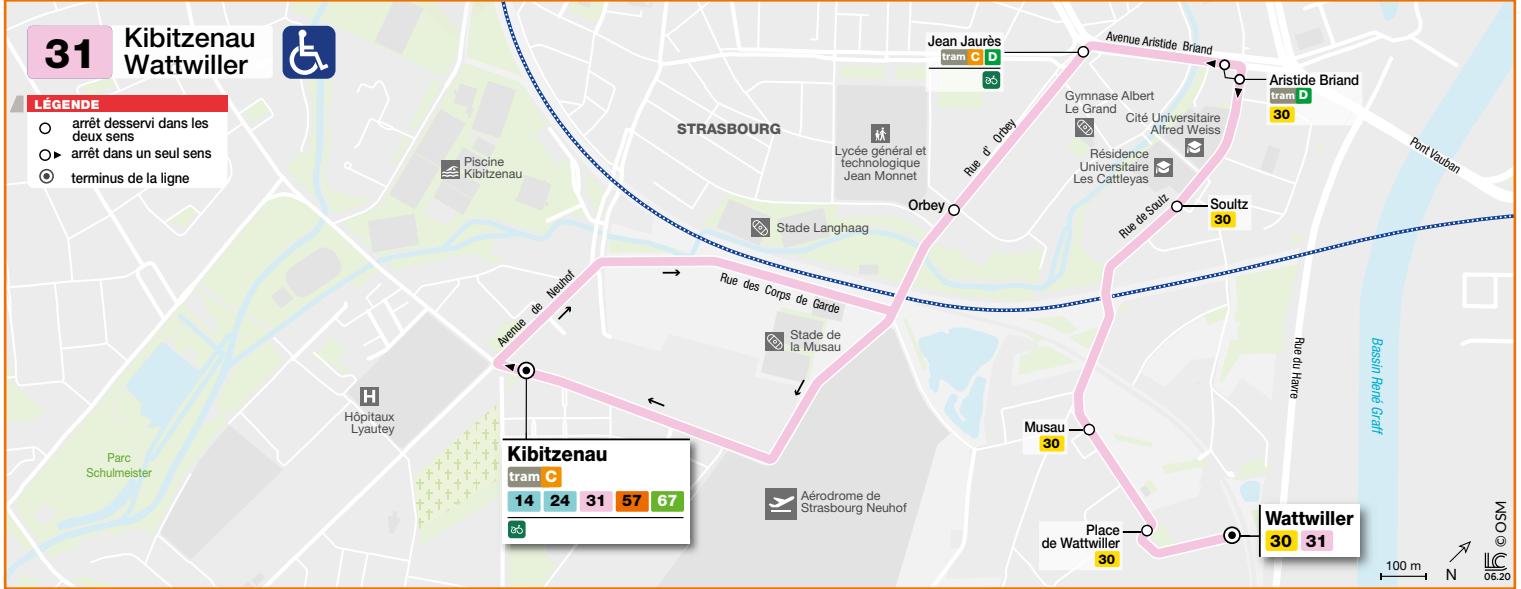 31
Kibitzenau
Wattwiller
LÉGENDE
arrêt desservi dans les
deux sens
arrêt dans un seul sens
terminus de la ligne
Piscine
Kibitzenau
STRASBOURG
Lycée général et
technologique
Jean Monnet
Jean Jaurès
tram C D
Avenue Aristide Briand
Aristide Briand
tram D
30
Gymnase Albert
Le Grand
Cité Universitaire
Alfred Weiss
Résidence
Universitaire
Les Cattleyas
Pont Vauban
Rue d' Orbey
Orbey
Rue de Soultz
Soultz
30
Stade Langhaag
Avenue de Neuhof
Rue des Corps de Garde
Stade de
la Musau
Rue du Havre
Bassin René Graff
H
Hôpitaux
Lyautey
Parc
Schulmeister
Kibitzenau
tram C
14 24 31 57 67
Aérodrome de
Strasbourg Neuhof
Musau
30
Place
de Wattwiller
30
Wattwiller
30 31
100 m
N
LC
06.20
© OSM